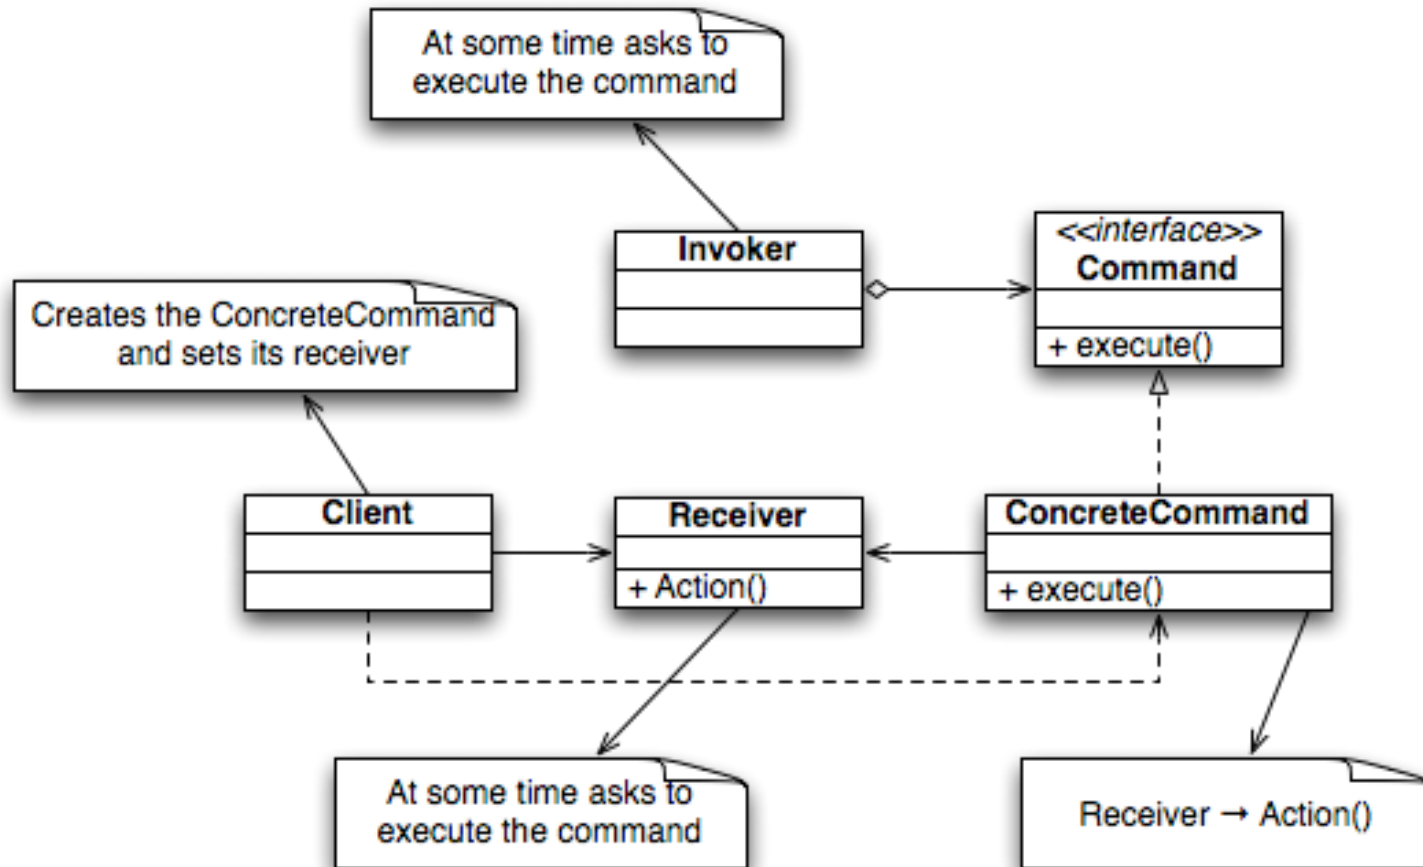 At some time asks to
execute the command
Invoker
<<interface>>
Command
+ execute()
Creates the ConcreteCommand
and sets its receiver
Client
Receiver
+ Action()
ConcreteCommand
+ execute()
At some time asks to
execute the command
Receiver → Action()